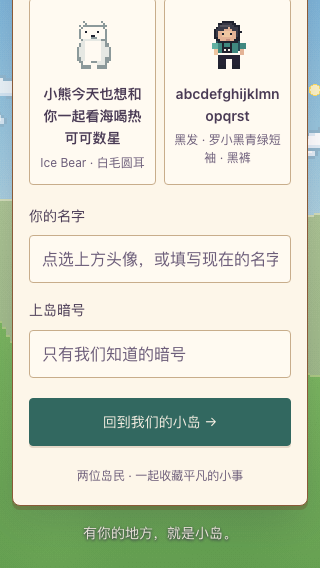 小熊今天也想和
你一起看海喝热
可可数星
Ice Bear · 白毛圆耳
abcdefghijklmn
opqrst
黑发 · 罗小黑青绿短
袖 · 黑裤
你的名字
点选上方头像，或填写现在的名字
上岛暗号
只有我们知道的暗号
回到我们的小岛 →
两位岛民 · 一起收藏平凡的小事
有你的地方，就是小岛。